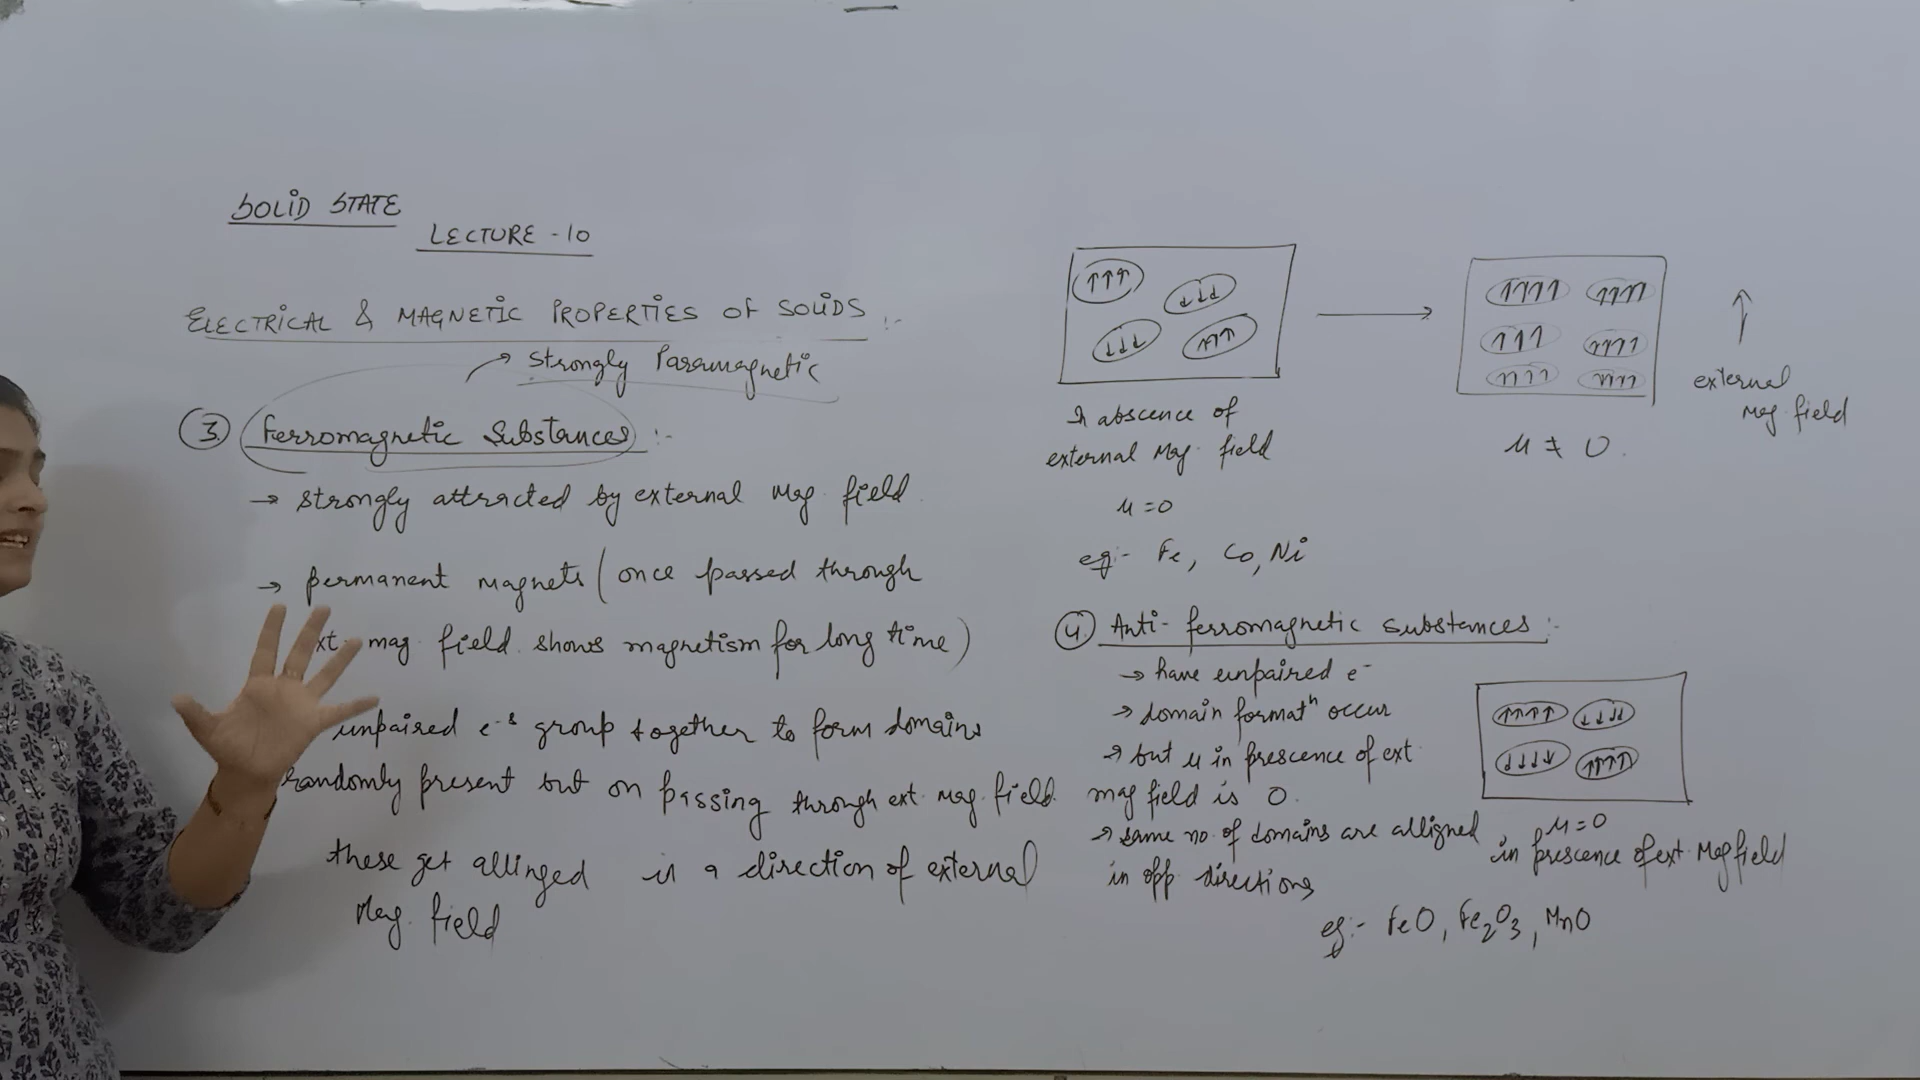 SOLID STATE
LECTURE - 10
ELECTRICAL & MAGNETIC PROPERTIES OF SOLIDS :-
→ strongly Paramagnetic
3. Ferromagnetic Substances :-
→ strongly attracted by external Mag. field.
→ permanent magnets (once passed through
xt. mag. field. shows magnetism for long time)
unpaired e-s group together to form domains
randomly present but on passing through ext. Mag. field.
these get allinged in a direction of external
Mag. field
↑↑↑ ↓↓↓
↓↓↓ ↑↑↑
In abscence of
external Mag. field
μ = 0
eg:- Fe, Co, Ni
↑↑↑↑ ↑↑↑↑
↑↑↑ ↑↑↑↑
↑↑↑↑ ↑↑↑↑
μ ≠ 0.
external
Mag. field
4. Anti-ferromagnetic substances :-
→ have unpaired e-
→ domain formatn occur
→ but μ in prescence of ext.
mag field is 0.
→ same no. of domains are alligned
in opp. directions
↑↑↑↑ ↓↓↓↓
↓↓↓↓ ↑↑↑↑
μ = 0
in prescence of ext. Mag field
eg:- FeO, Fe2O3, MnO